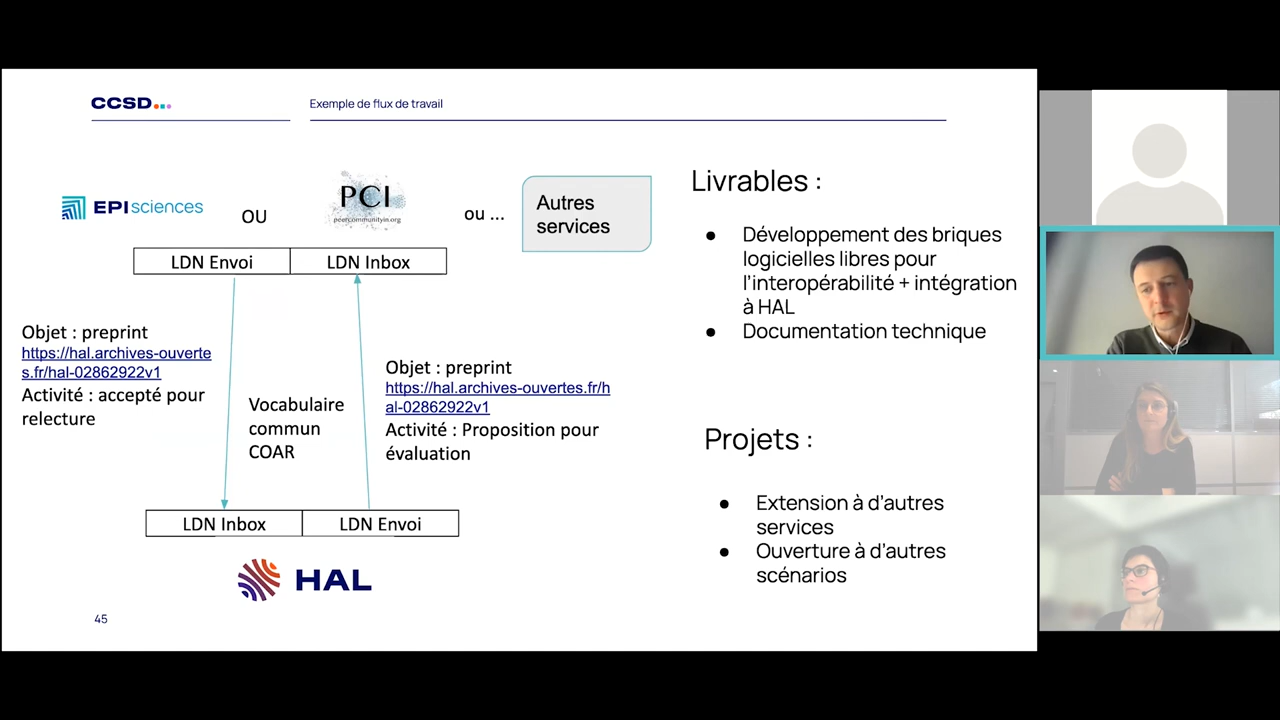 CCSD
Exemple de flux de travail
EPIsciences
OU
PCI
peercommunityin.org
ou ...
Autres
services
LDN Envoi
LDN Inbox
Objet : preprint
https://hal.archives-ouverte
s.fr/hal-02862922v1
Activité : accepté pour
relecture
Vocabulaire
commun
COAR
Objet : preprint
https://hal.archives-ouvertes.fr/h
al-02862922v1
Activité : Proposition pour
évaluation
LDN Inbox
LDN Envoi
HAL
45
Livrables :
● Développement des briques
logicielles libres pour
l'interopérabilité + intégration
à HAL
● Documentation technique
Projets :
● Extension à d'autres
services
● Ouverture à d'autres
scénarios